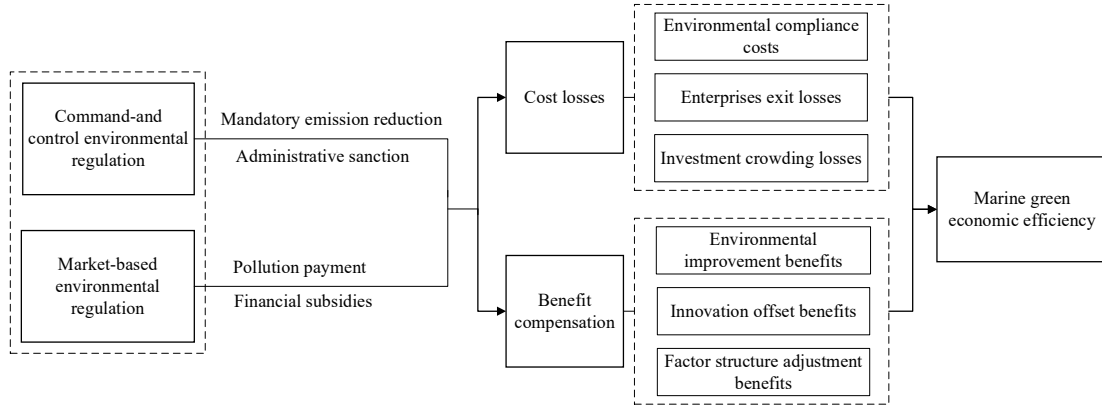 Command-and
control environmental
regulation
Market-based
environmental
regulation
Mandatory emission reduction
Administrative sanction
Pollution payment
Financial subsidies
Cost losses
Benefit
compensation
Environmental compliance
costs
Enterprises exit losses
Investment crowding losses
Environmental
improvement benefits
Innovation offset benefits
Factor structure adjustment
benefits
Marine green
economic efficiency